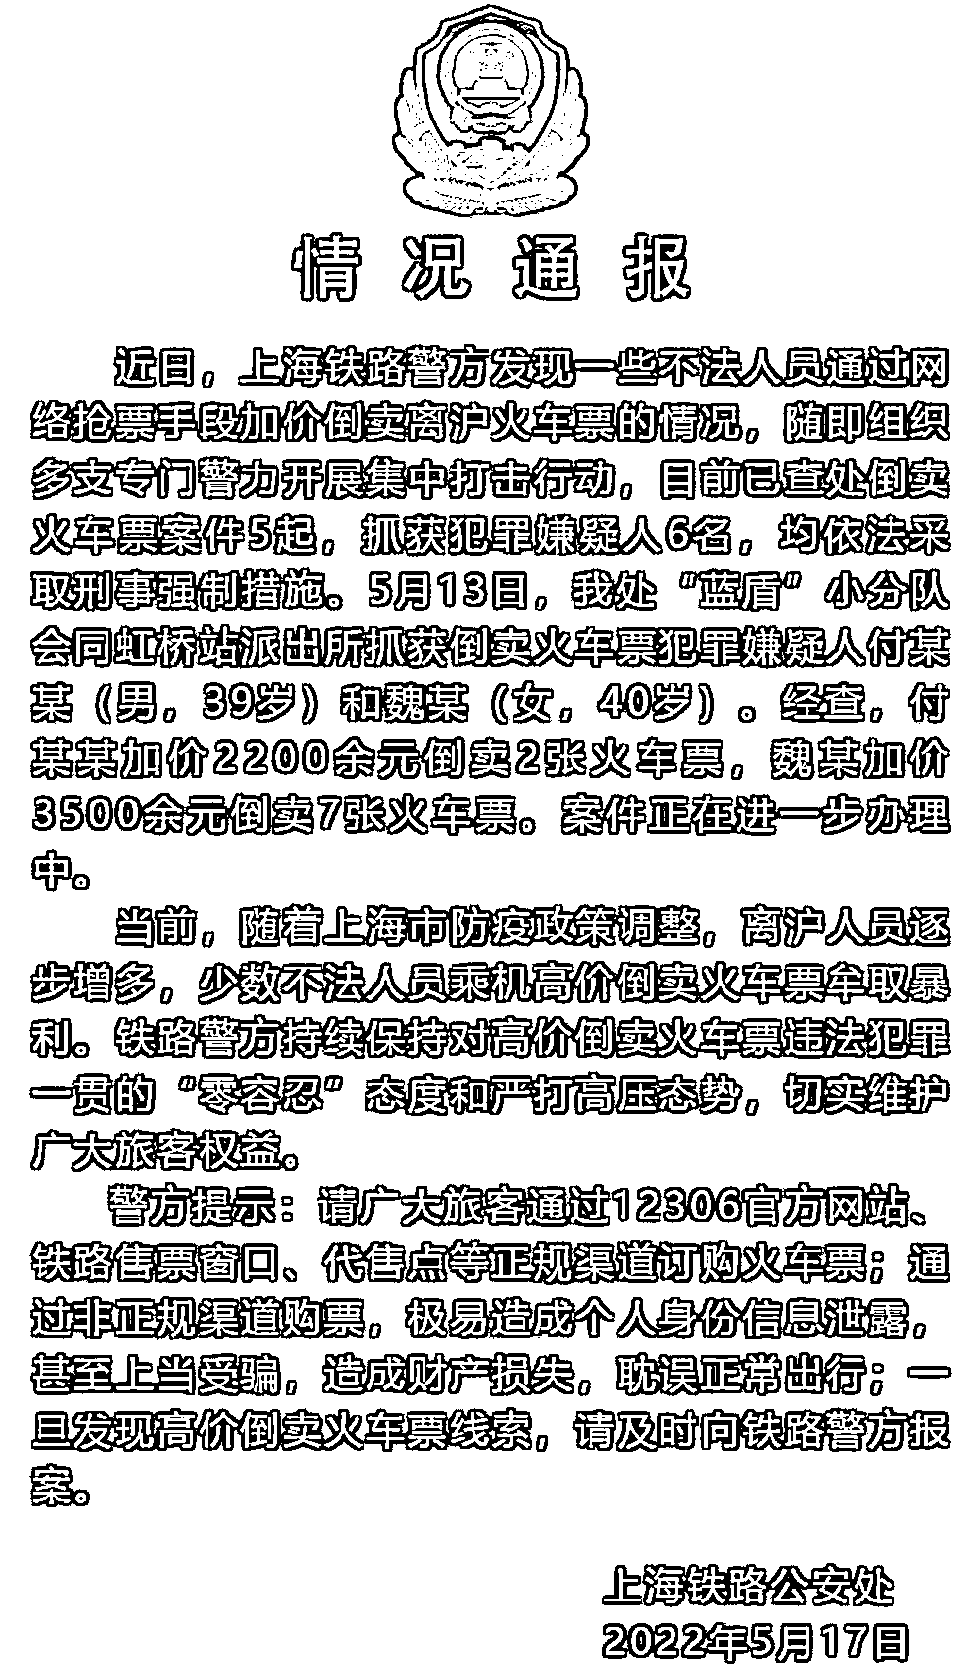 情况通报
近日，上海铁路警方发现一些不法人员通过网
络抢票手段加价倒卖离沪火车票的情况，随即组织
多支专门警力开展集中打击行动，目前已查处倒卖
火车票案件5起，抓获犯罪嫌疑人6名，均依法采
取刑事强制措施。5月13日，我处“蓝盾”小分队
会同虹桥站派出所抓获倒卖火车票犯罪嫌疑人付某
某（男，39岁）和魏某（女，40岁）。经查，付
某某加价2200余元倒卖2张火车票，魏某加价
3500余元倒卖7张火车票。案件正在进一步办理
中。
当前，随着上海市防疫政策调整，离沪人员逐
步增多，少数不法人员乘机高价倒卖火车票牟取暴
利。铁路警方持续保持对高价倒卖火车票违法犯罪
一贯的“零容忍”态度和严打高压态势，切实维护
广大旅客权益。
警方提示：请广大旅客通过12306官方网站、
铁路售票窗口、代售点等正规渠道订购火车票；通
过非正规渠道购票，极易造成个人身份信息泄露，
甚至上当受骗，造成财产损失，耽误正常出行；一
旦发现高价倒卖火车票线索，请及时向铁路警方报
案。
上海铁路公安处
2022年5月17日